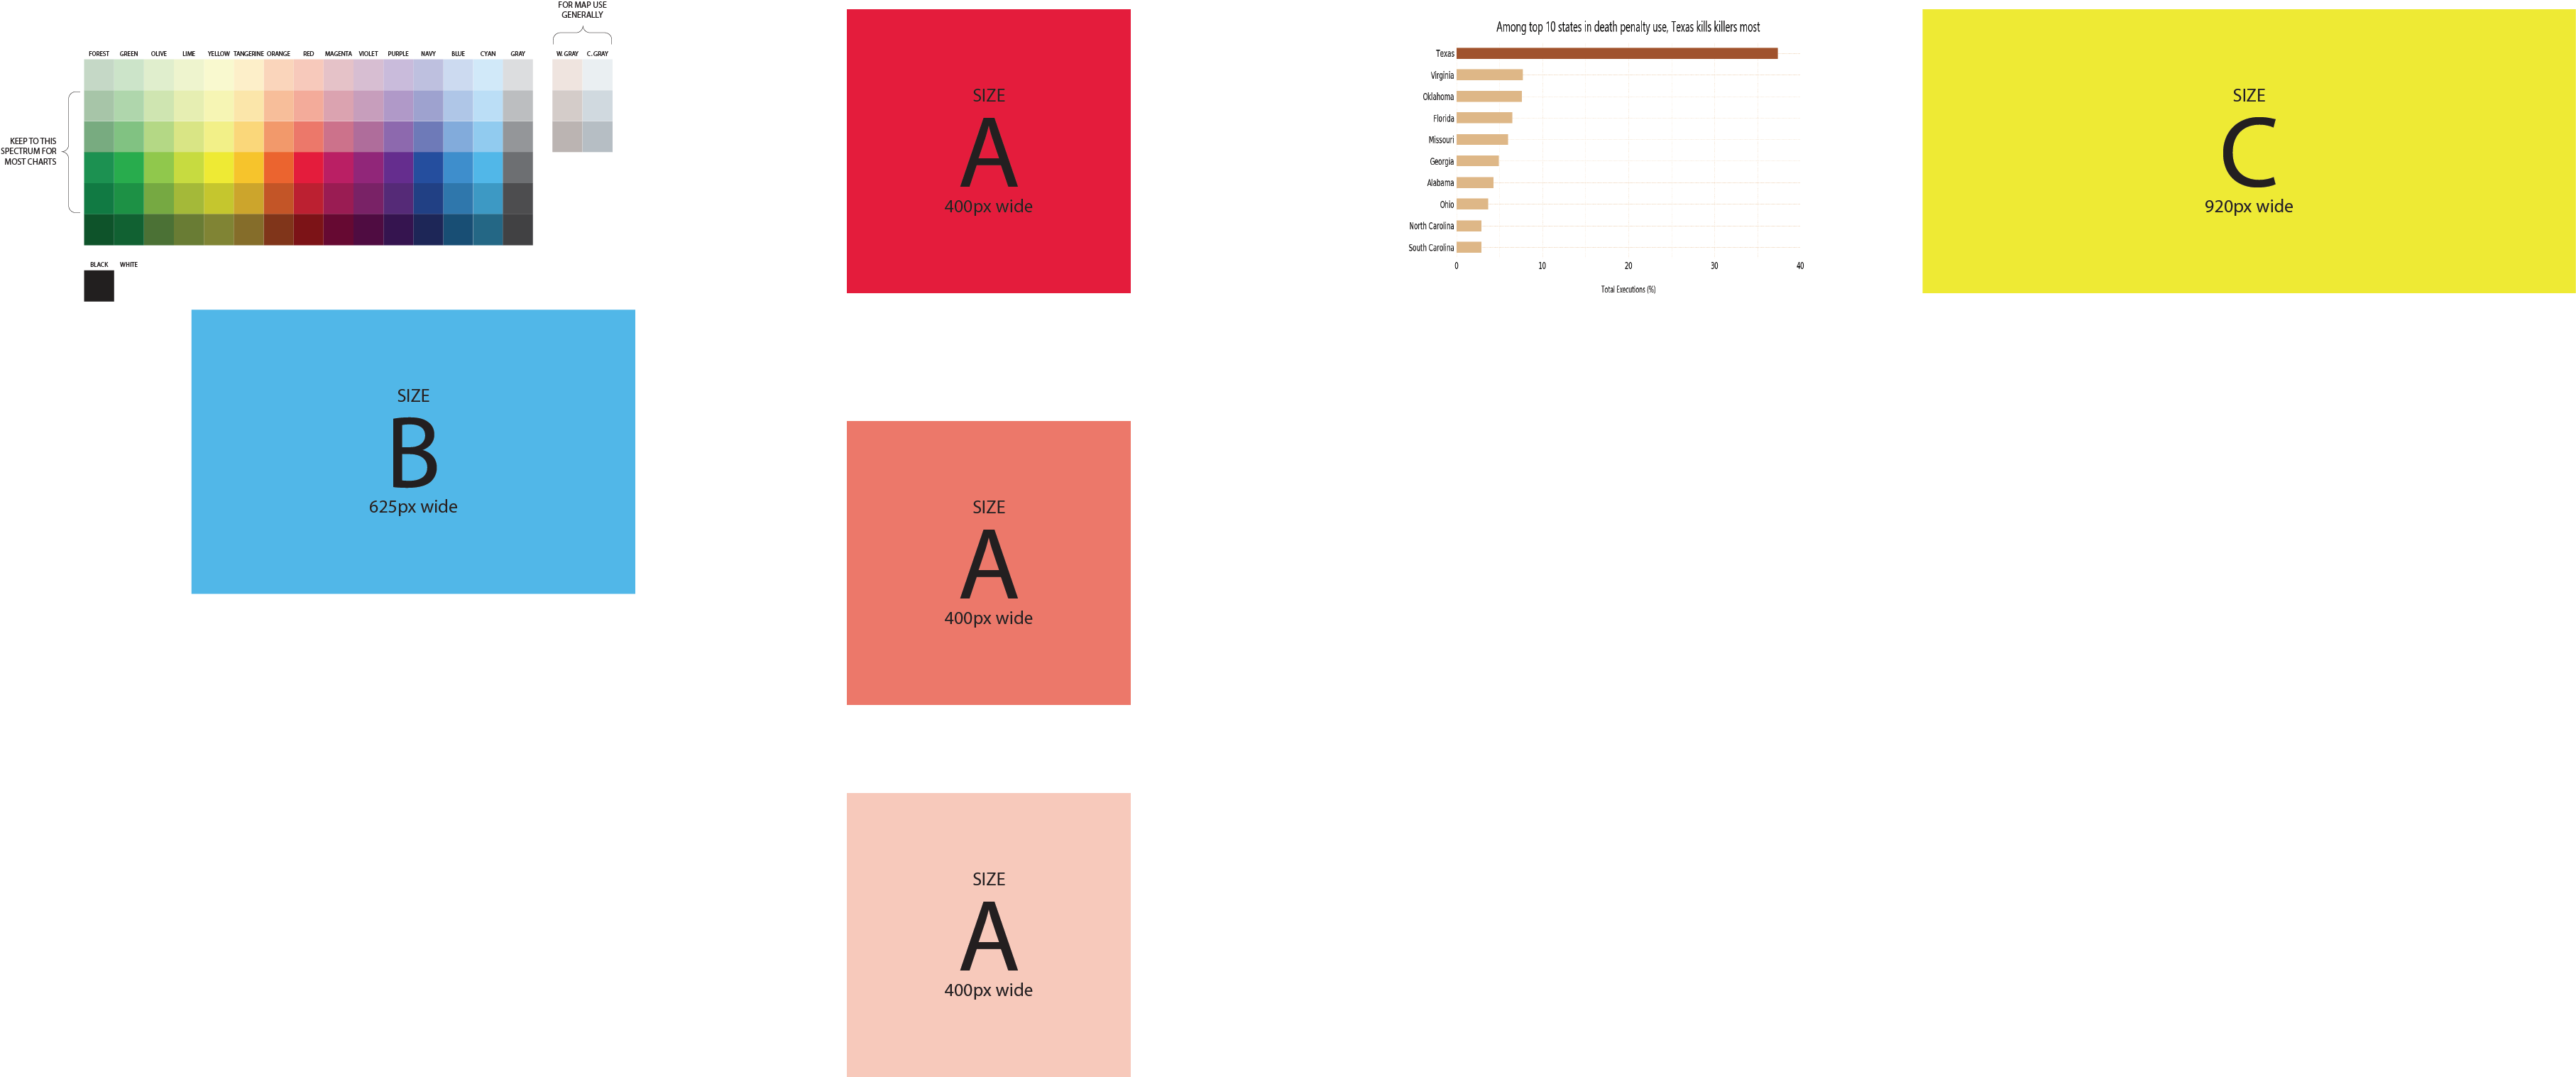 FOR MAP USE
GENERALLY
FOREST GREEN OLIVE LIME YELLOW TANGERINE ORANGE RED MAGENTA VIOLET PURPLE NAVY BLUE CYAN GRAY W. GRAY C. GRAY
KEEP TO THIS
SPECTRUM FOR
MOST CHARTS
BLACK WHITE
SIZE
B
625px wide
SIZE
A
400px wide
SIZE
A
400px wide
SIZE
A
400px wide
Among top 10 states in death penalty use, Texas kills killers most
Texas
Virginia
Oklahoma
Florida
Missouri
Georgia
Alabama
Ohio
North Carolina
South Carolina
0 10 20 30 40
Total Executions (%)
SIZE
C
920px wide